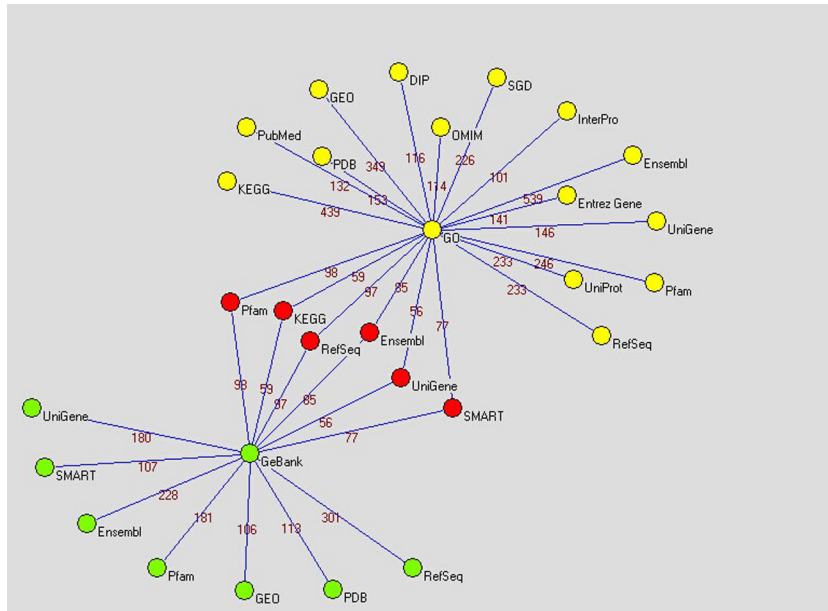 DIP
SGD
GEO
InterPro
PubMed
OMIM
PDB
349
116
226
Ensembl
KEGG
132
153
114
101
539
Entrez Gene
439
141
146
UniGene
GO
98
59
97
85
56
77
233
246
UniProt
Pfam
233
RefSeq
Pfam
KEGG
RefSeq
Ensembl
UniGene
SMART
98
59
97
85
56
77
UniGene
180
GeBank
SMART
107
228
Ensembl
181
106
113
301
Pfam
GEO
PDB
RefSeq